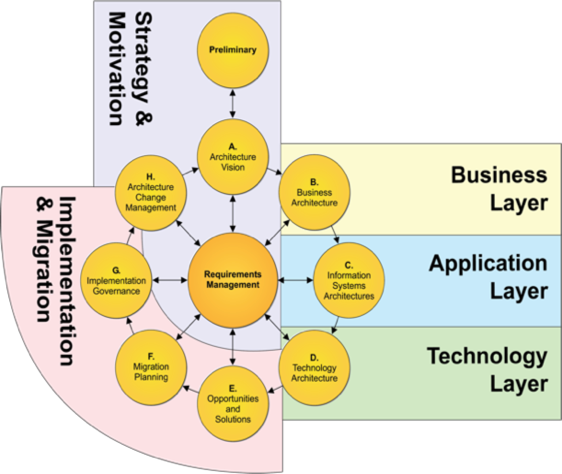 Strategy &
Motivation
Preliminary
A.
Architecture
Vision
H.
Architecture
Change
Management
B.
Business
Architecture
Business
Layer
Implementation
& Migration
G.
Implementation
Governance
Requirements
Management
C.
Information
Systems
Architectures
Application
Layer
F.
Migration
Planning
E.
Opportunities
and
Solutions
D.
Technology
Architecture
Technology
Layer